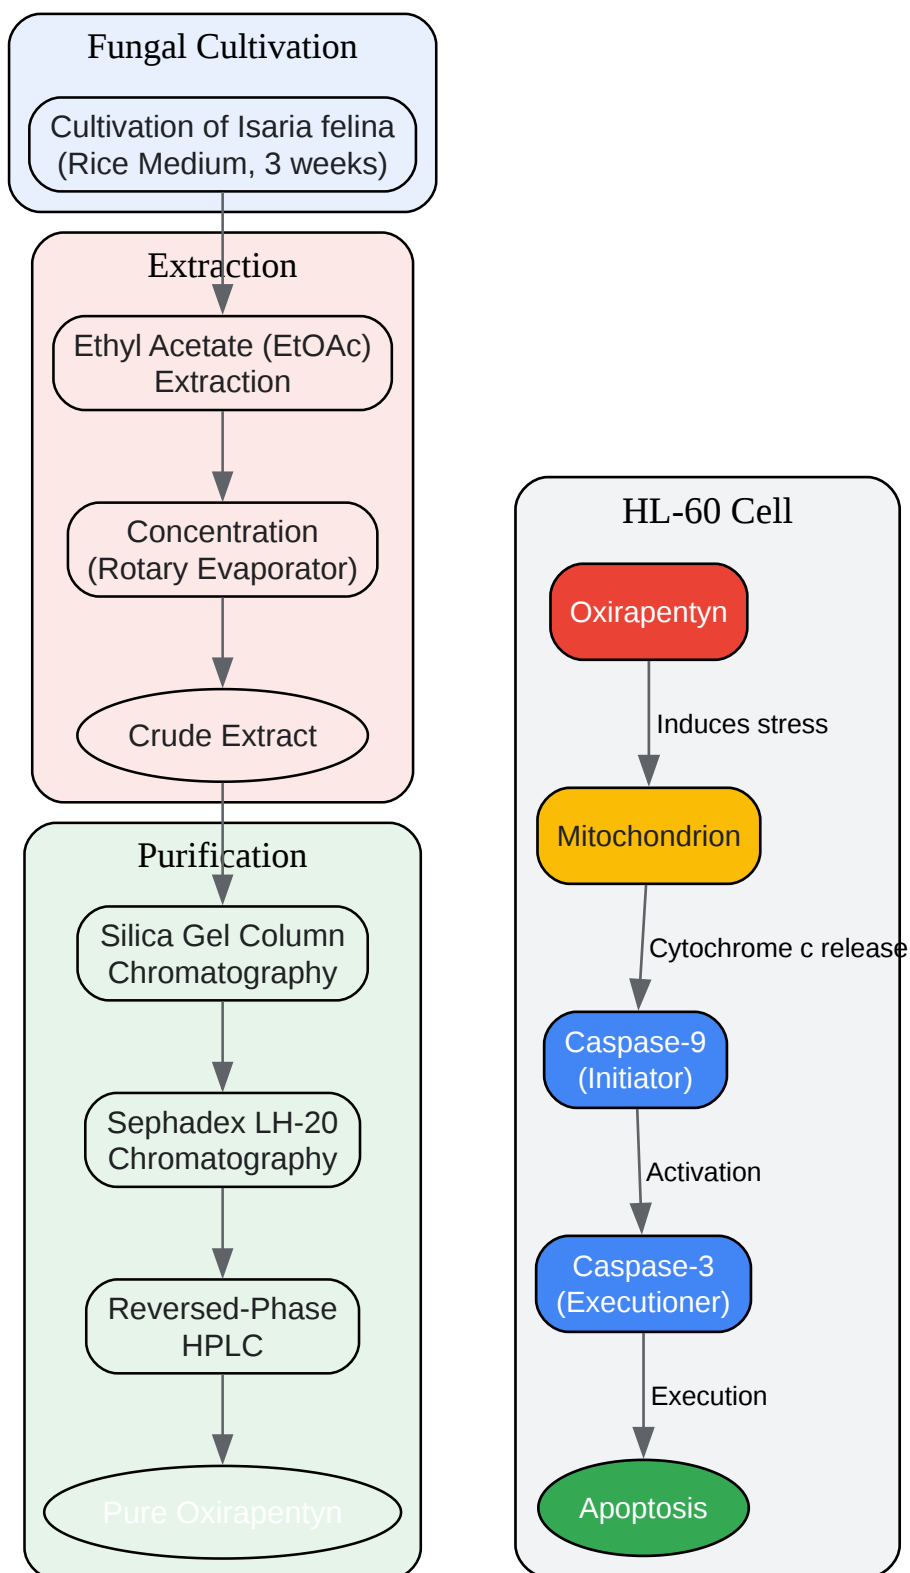 Fungal Cultivation
Cultivation of Isaria felina
(Rice Medium, 3 weeks)
Extraction
Ethyl Acetate (EtOAc)
Extraction
Concentration
(Rotary Evaporator)
Crude Extract
Purification
Silica Gel Column
Chromatography
Sephadex LH-20
Chromatography
Reversed-Phase
HPLC
Pure Oxirapentyn
HL-60 Cell
Oxirapentyn
Induces stress
Mitochondrion
Cytochrome c release
Caspase-9
(Initiator)
Activation
Caspase-3
(Executioner)
Execution
Apoptosis